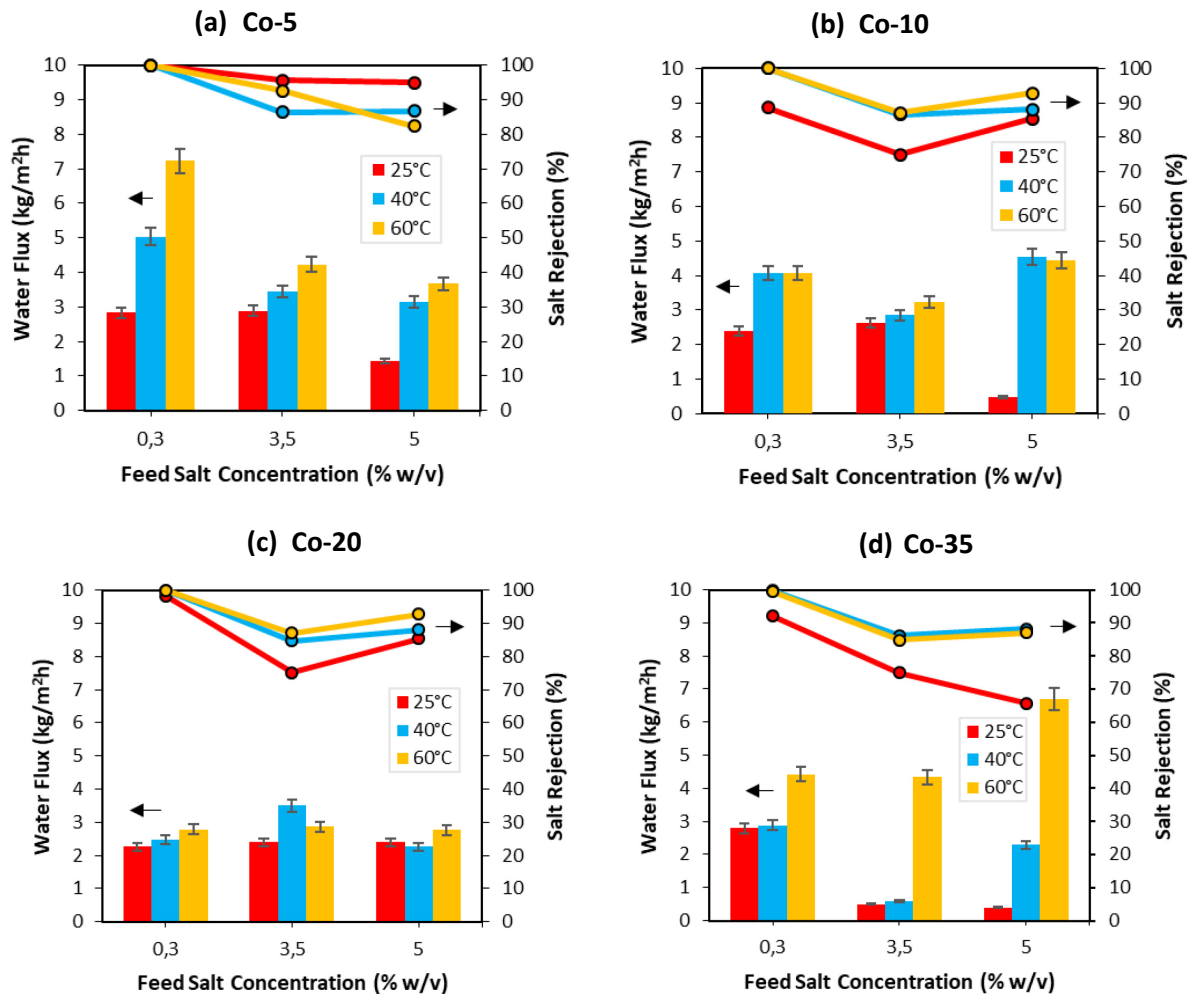 (a) Co-5
10
9
8
7
6
5
4
3
2
1
0
Water Flux (kg/m²h)
100
90
80
70
60
50
40
30
20
10
0
Salt Rejection (%)
25°C
40°C
60°C
0,3 3,5 5
Feed Salt Concentration (% w/v)
(b) Co-10
10
9
8
7
6
5
4
3
2
1
0
Water Flux (kg/m²h)
100
90
80
70
60
50
40
30
20
10
0
Salt Rejection (%)
25°C
40°C
60°C
0,3 3,5 5
Feed Salt Concentration (% w/v)
(c) Co-20
10
9
8
7
6
5
4
3
2
1
0
Water Flux (kg/m²h)
100
90
80
70
60
50
40
30
20
10
0
Salt Rejection (%)
25°C
40°C
60°C
0,3 3,5 5
Feed Salt Concentration (% w/v)
(d) Co-35
10
9
8
7
6
5
4
3
2
1
0
Water Flux (kg/m²h)
100
90
80
70
60
50
40
30
20
10
0
Salt Rejection (%)
25°C
40°C
60°C
0,3 3,5 5
Feed Salt Concentration (% w/v)